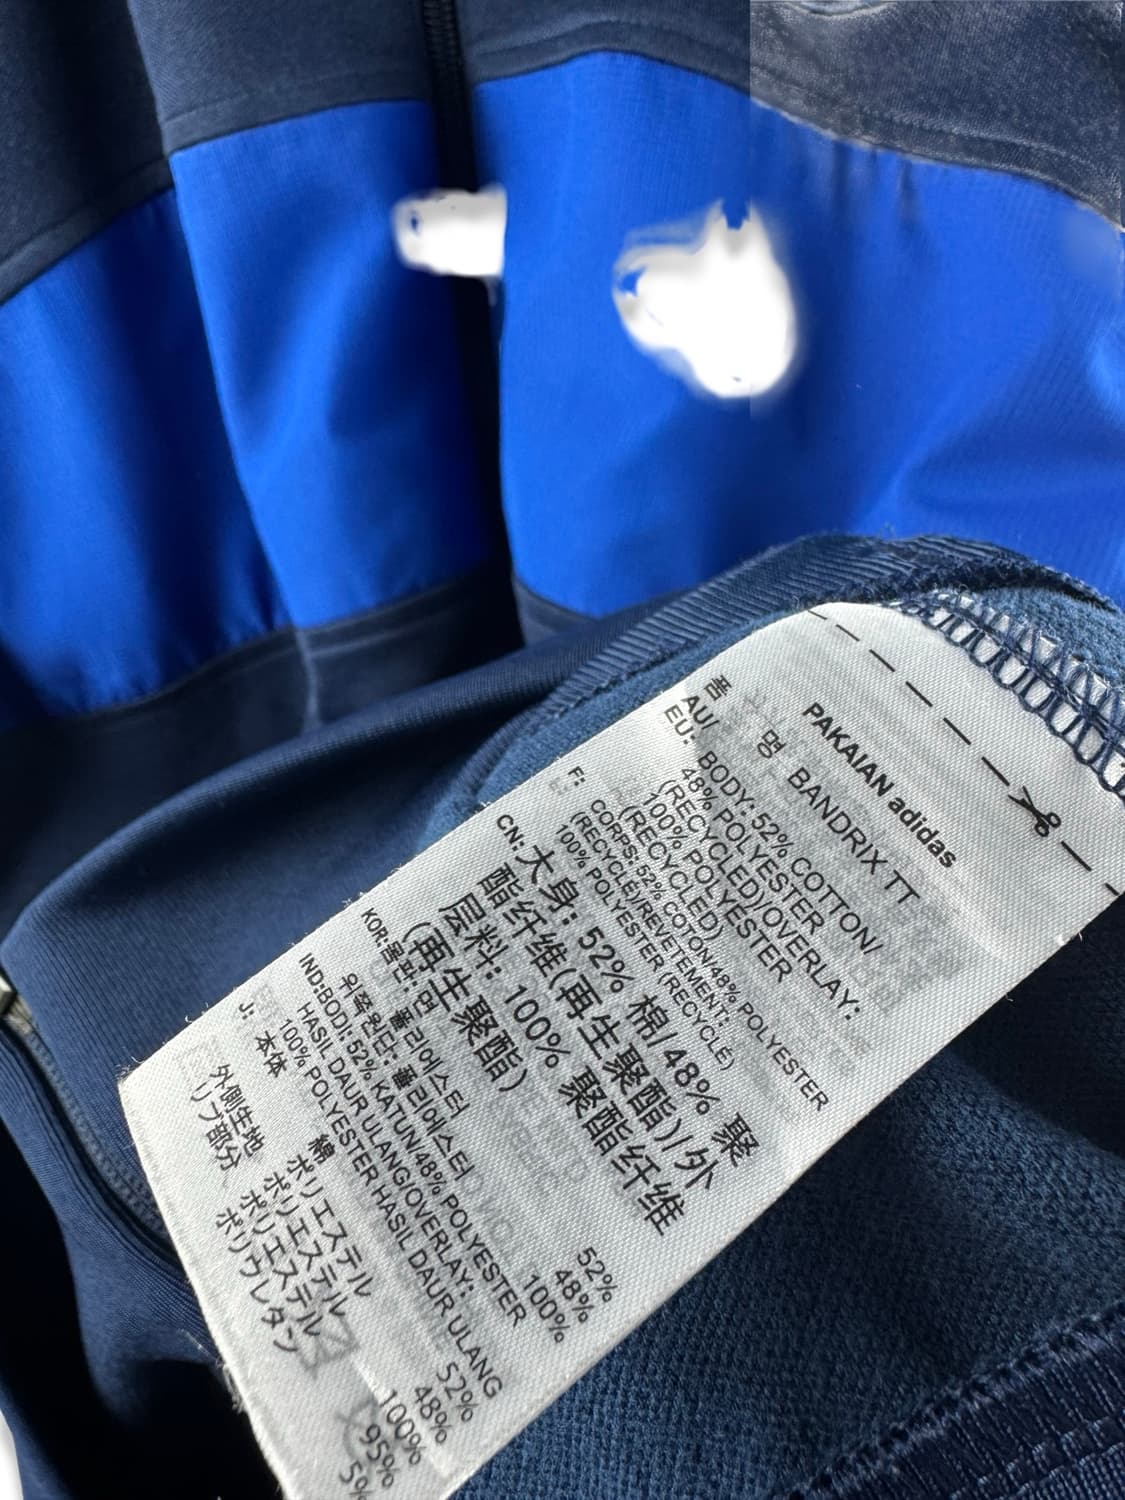 PAKAIAN adidas
품 명 BANDRIX TT
AU/
EU: BODY: 52% COTTON/
48% POLYESTER
(RECYCLED)/OVERLAY:
100% POLYESTER
(RECYCLED)
F: CORPS: 52% COTON/48% POLYESTER
(RECYCLÉ)/REVETEMENT:
100% POLYESTER (RECYCLÉ)
CN: 大身: 52% 棉/48% 聚
酯纤维(再生聚酯)/外
层料: 100% 聚酯纤维
(再生聚酯)
KOR:몸판: 면 52%
폴리에스터 48%
위쪽원단: 폴리에스터 100%
IND:BODI: 52% KATUN/48% POLYESTER
HASIL DAUR ULANG/OVERLAY:
100% POLYESTER HASIL DAUR ULANG
J: 本体 綿 52%
ポリエステル 48%
外側生地 ポリエステル 100%
リブ部分 ポリエステル 95%
ポリウレタン 5%